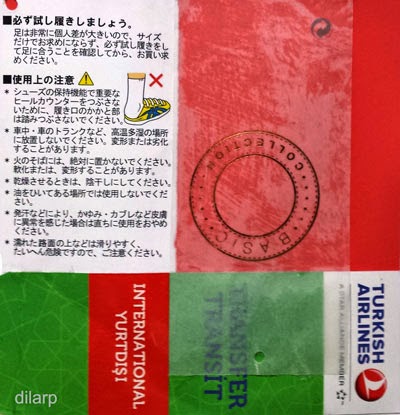 ■必ず試し履きしましょう。
足は非常に個人差が大きいので、サイズ
だけでお求めにならず、必ず試し履きをし
て足に合うことを確認してから、お買い求
めください。
■使用上の注意
* シューズの保持機能で重要な
ヒールカウンターをつぶさな
いために、履き口のかかと部
は踏みつぶさないでください。
* 車中・車のトランクなど、高温多湿の場所
に放置しないでください。変形または劣化
することがあります。
* 火のそばには、絶対に置かないでください。
軟化または、変形することがあります。
* 乾燥させるときは、陰干しにしてください。
* 油をひいてある場所では使用しないでくだ
さい。
* 発汗などにより、かゆみ・カブレなど皮膚
に異常を感じた場合は直ちに使用をおやめ
ください。
* 濡れた路面の上などは滑りやすく、
たいへん危険ですので、ご注意ください。
COLLECTION
BASIC
INTERNATIONAL
YURTDIŞI
TRANSFER
TRANSİT
TURKISH
AIRLINES
A STAR ALLIANCE MEMBER
dilarp